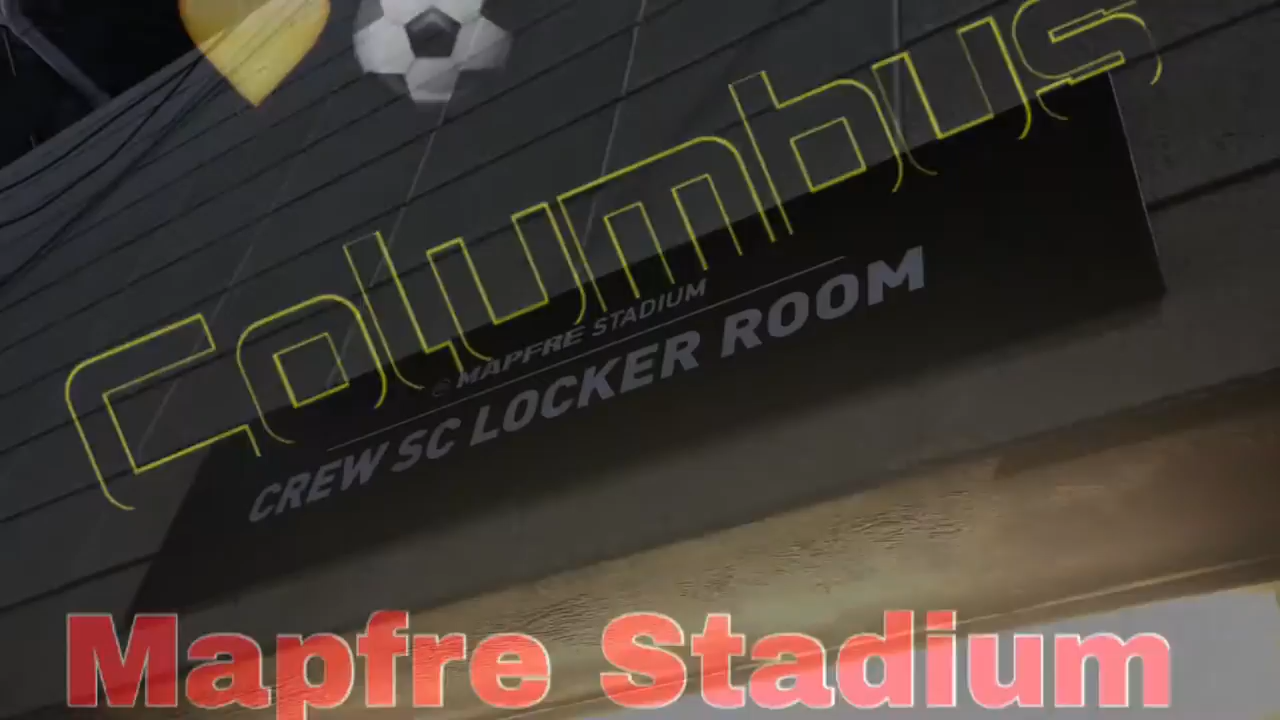 Columbus
@ MAPFRE STADIUM
CREW SC LOCKER ROOM
Mapfre Stadium